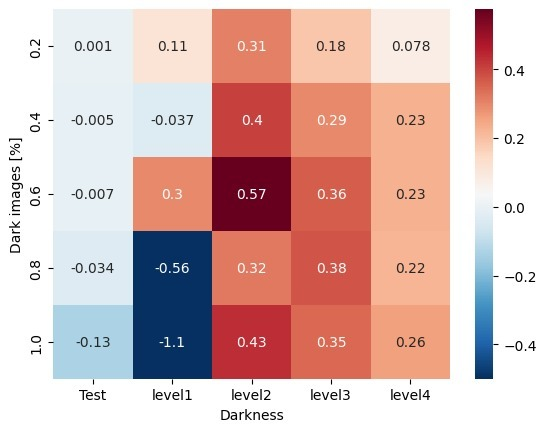 0.2 0.001 0.11 0.31 0.18 0.078
0.4 -0.005 -0.037 0.4 0.29 0.23
0.6 -0.007 0.3 0.57 0.36 0.23
0.8 -0.034 -0.56 0.32 0.38 0.22
1.0 -0.13 -1.1 0.43 0.35 0.26
Test level1 level2 level3 level4
Darkness
Dark images [%]
0.4
0.2
0.0
−0.2
−0.4